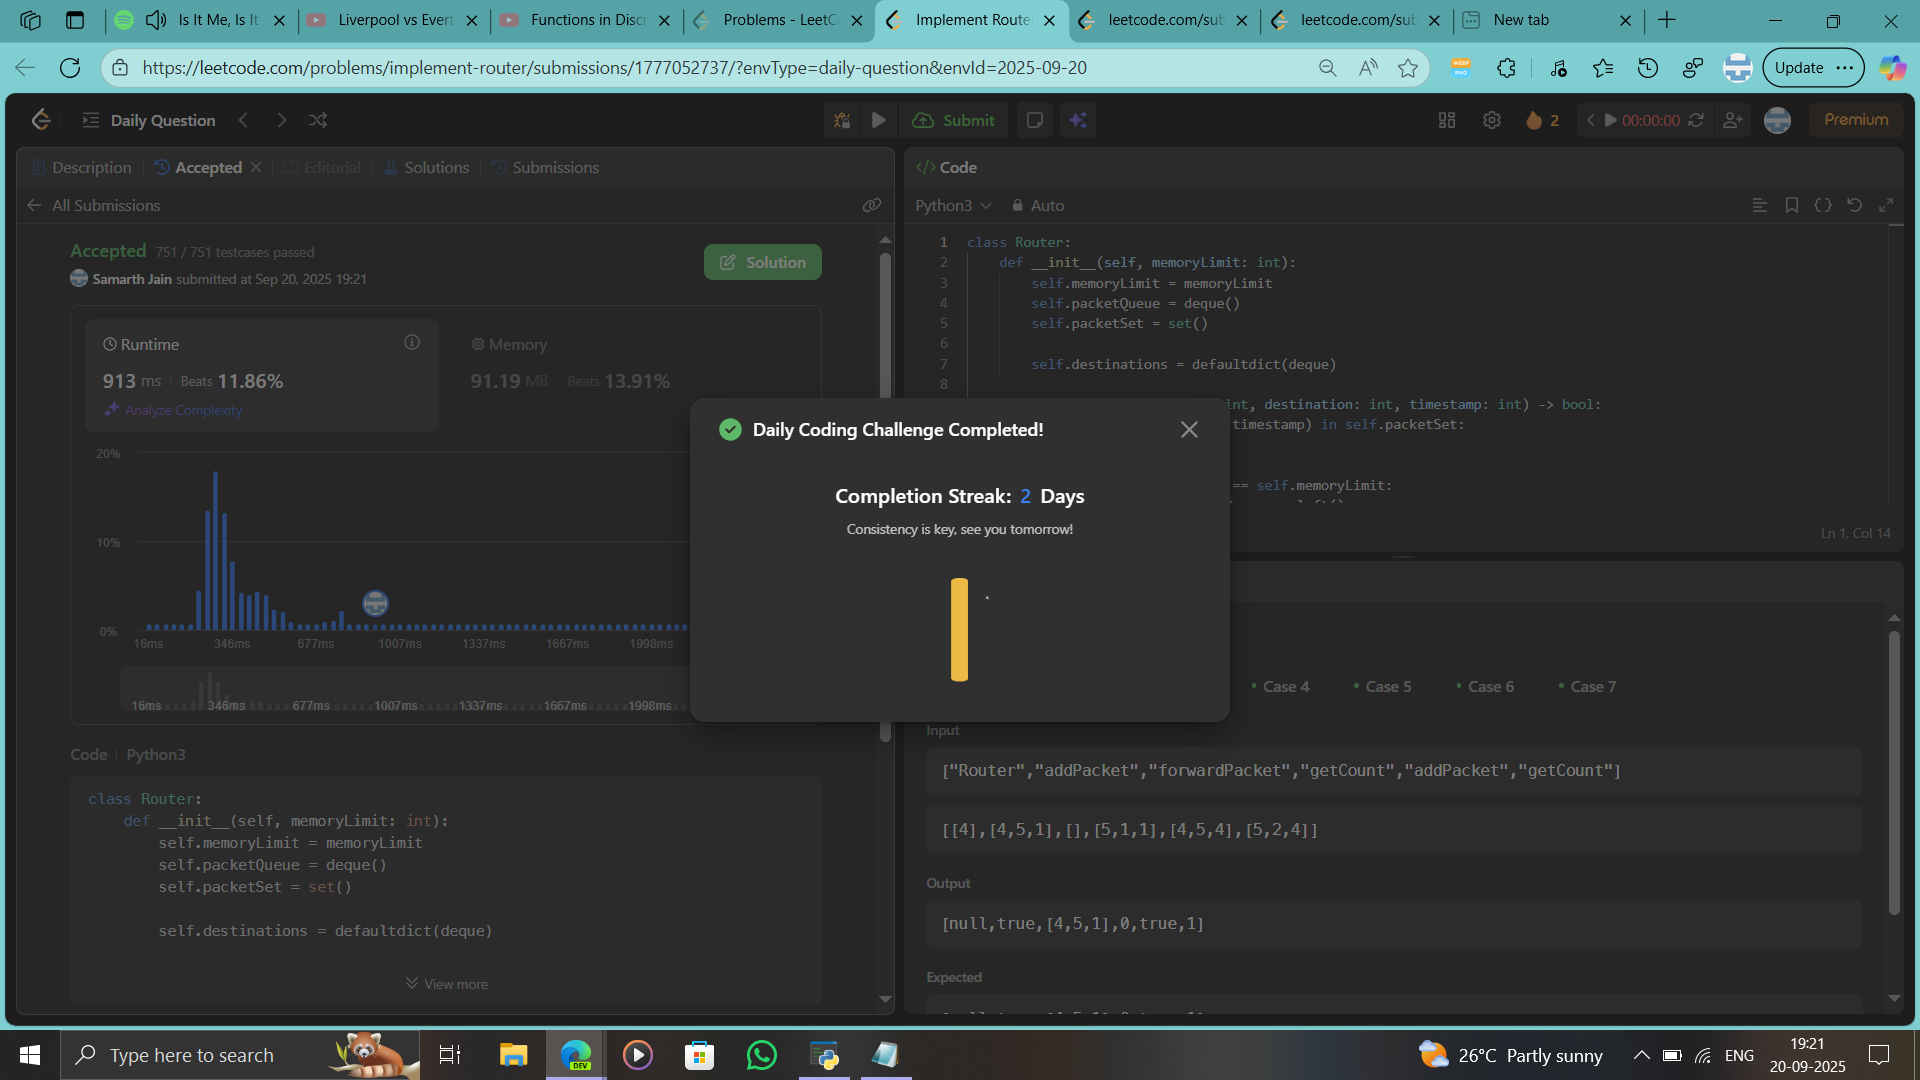 Is It Me, Is It
Liverpool vs Evert
Functions in Discr
Problems - LeetC
Implement Route
leetcode.com/sub
leetcode.com/sub
New tab
https://leetcode.com/problems/implement-router/submissions/1777052737/?envType=daily-question&envId=2025-09-20
Update
Daily Question
Submit
2
00:00:00
Premium
Description
Accepted
Editorial
Solutions
Submissions
All Submissions
Accepted 751 / 751 testcases passed
Samarth Jain submitted at Sep 20, 2025 19:21
Solution
Runtime
913 ms Beats 11.86%
Analyze Complexity
Memory
91.19 MB Beats 13.91%
20%
10%
0%
16ms 346ms 677ms 1007ms 1337ms 1667ms 1998ms
16ms 346ms 677ms 1007ms 1337ms 1667ms 1998ms
Code Python3
class Router:
def __init__(self, memoryLimit: int):
self.memoryLimit = memoryLimit
self.packetQueue = deque()
self.packetSet = set()
self.destinations = defaultdict(deque)
View more
Code
Python3
Auto
1 class Router:
2 def __init__(self, memoryLimit: int):
3 self.memoryLimit = memoryLimit
4 self.packetQueue = deque()
5 self.packetSet = set()
6
7 self.destinations = defaultdict(deque)
8
int, destination: int, timestamp: int) -> bool:
timestamp) in self.packetSet:
== self.memoryLimit:
Ln 1, Col 14
Daily Coding Challenge Completed!
Completion Streak: 2 Days
Consistency is key, see you tomorrow!
Case 4
Case 5
Case 6
Case 7
Input
["Router","addPacket","forwardPacket","getCount","addPacket","getCount"]
[[4],[4,5,1],[],[5,1,1],[4,5,4],[5,2,4]]
Output
[null,true,[4,5,1],0,true,1]
Expected
Type here to search
DEV
26°C Partly sunny
ENG
19:21
20-09-2025